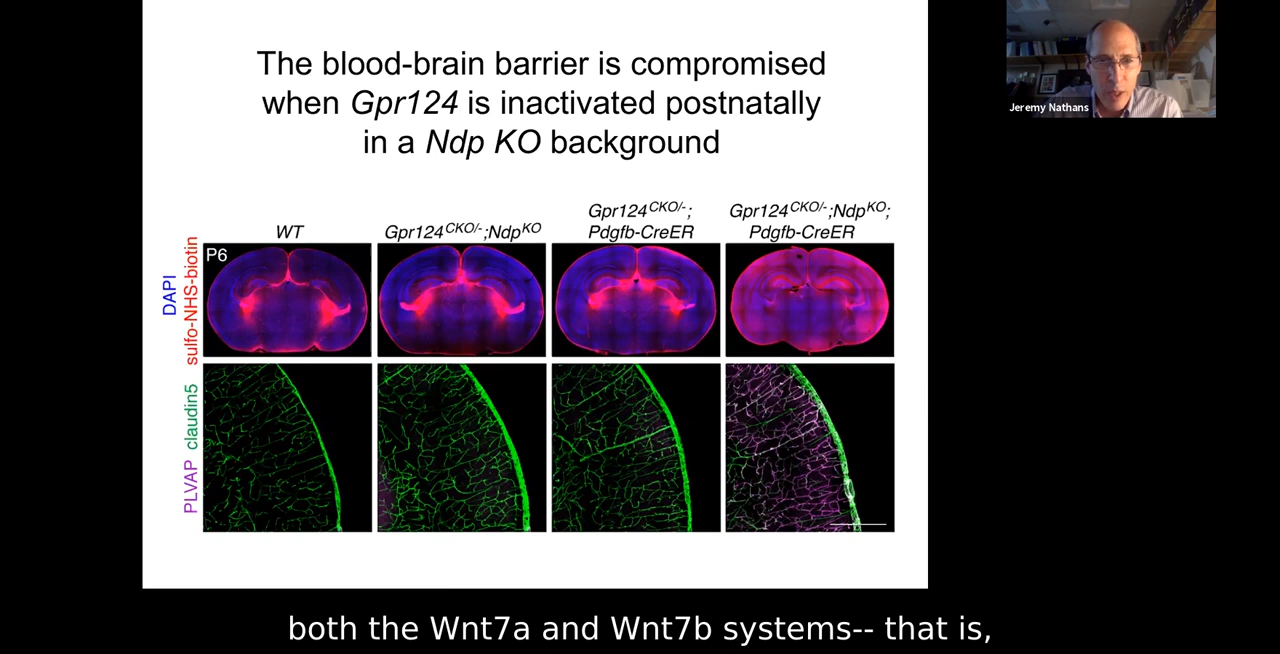 The blood-brain barrier is compromised
when Gpr124 is inactivated postnatally
in a Ndp KO background
Jeremy Nathans
WT
Gpr124CKO/-;NdpKO
Gpr124CKO/-;
Pdgfb-CreER
Gpr124CKO/-;NdpKO;
Pdgfb-CreER
P6
DAPI
sulfo-NHS-biotin
PLVAP claudin5
both the Wnt7a and Wnt7b systems-- that is,